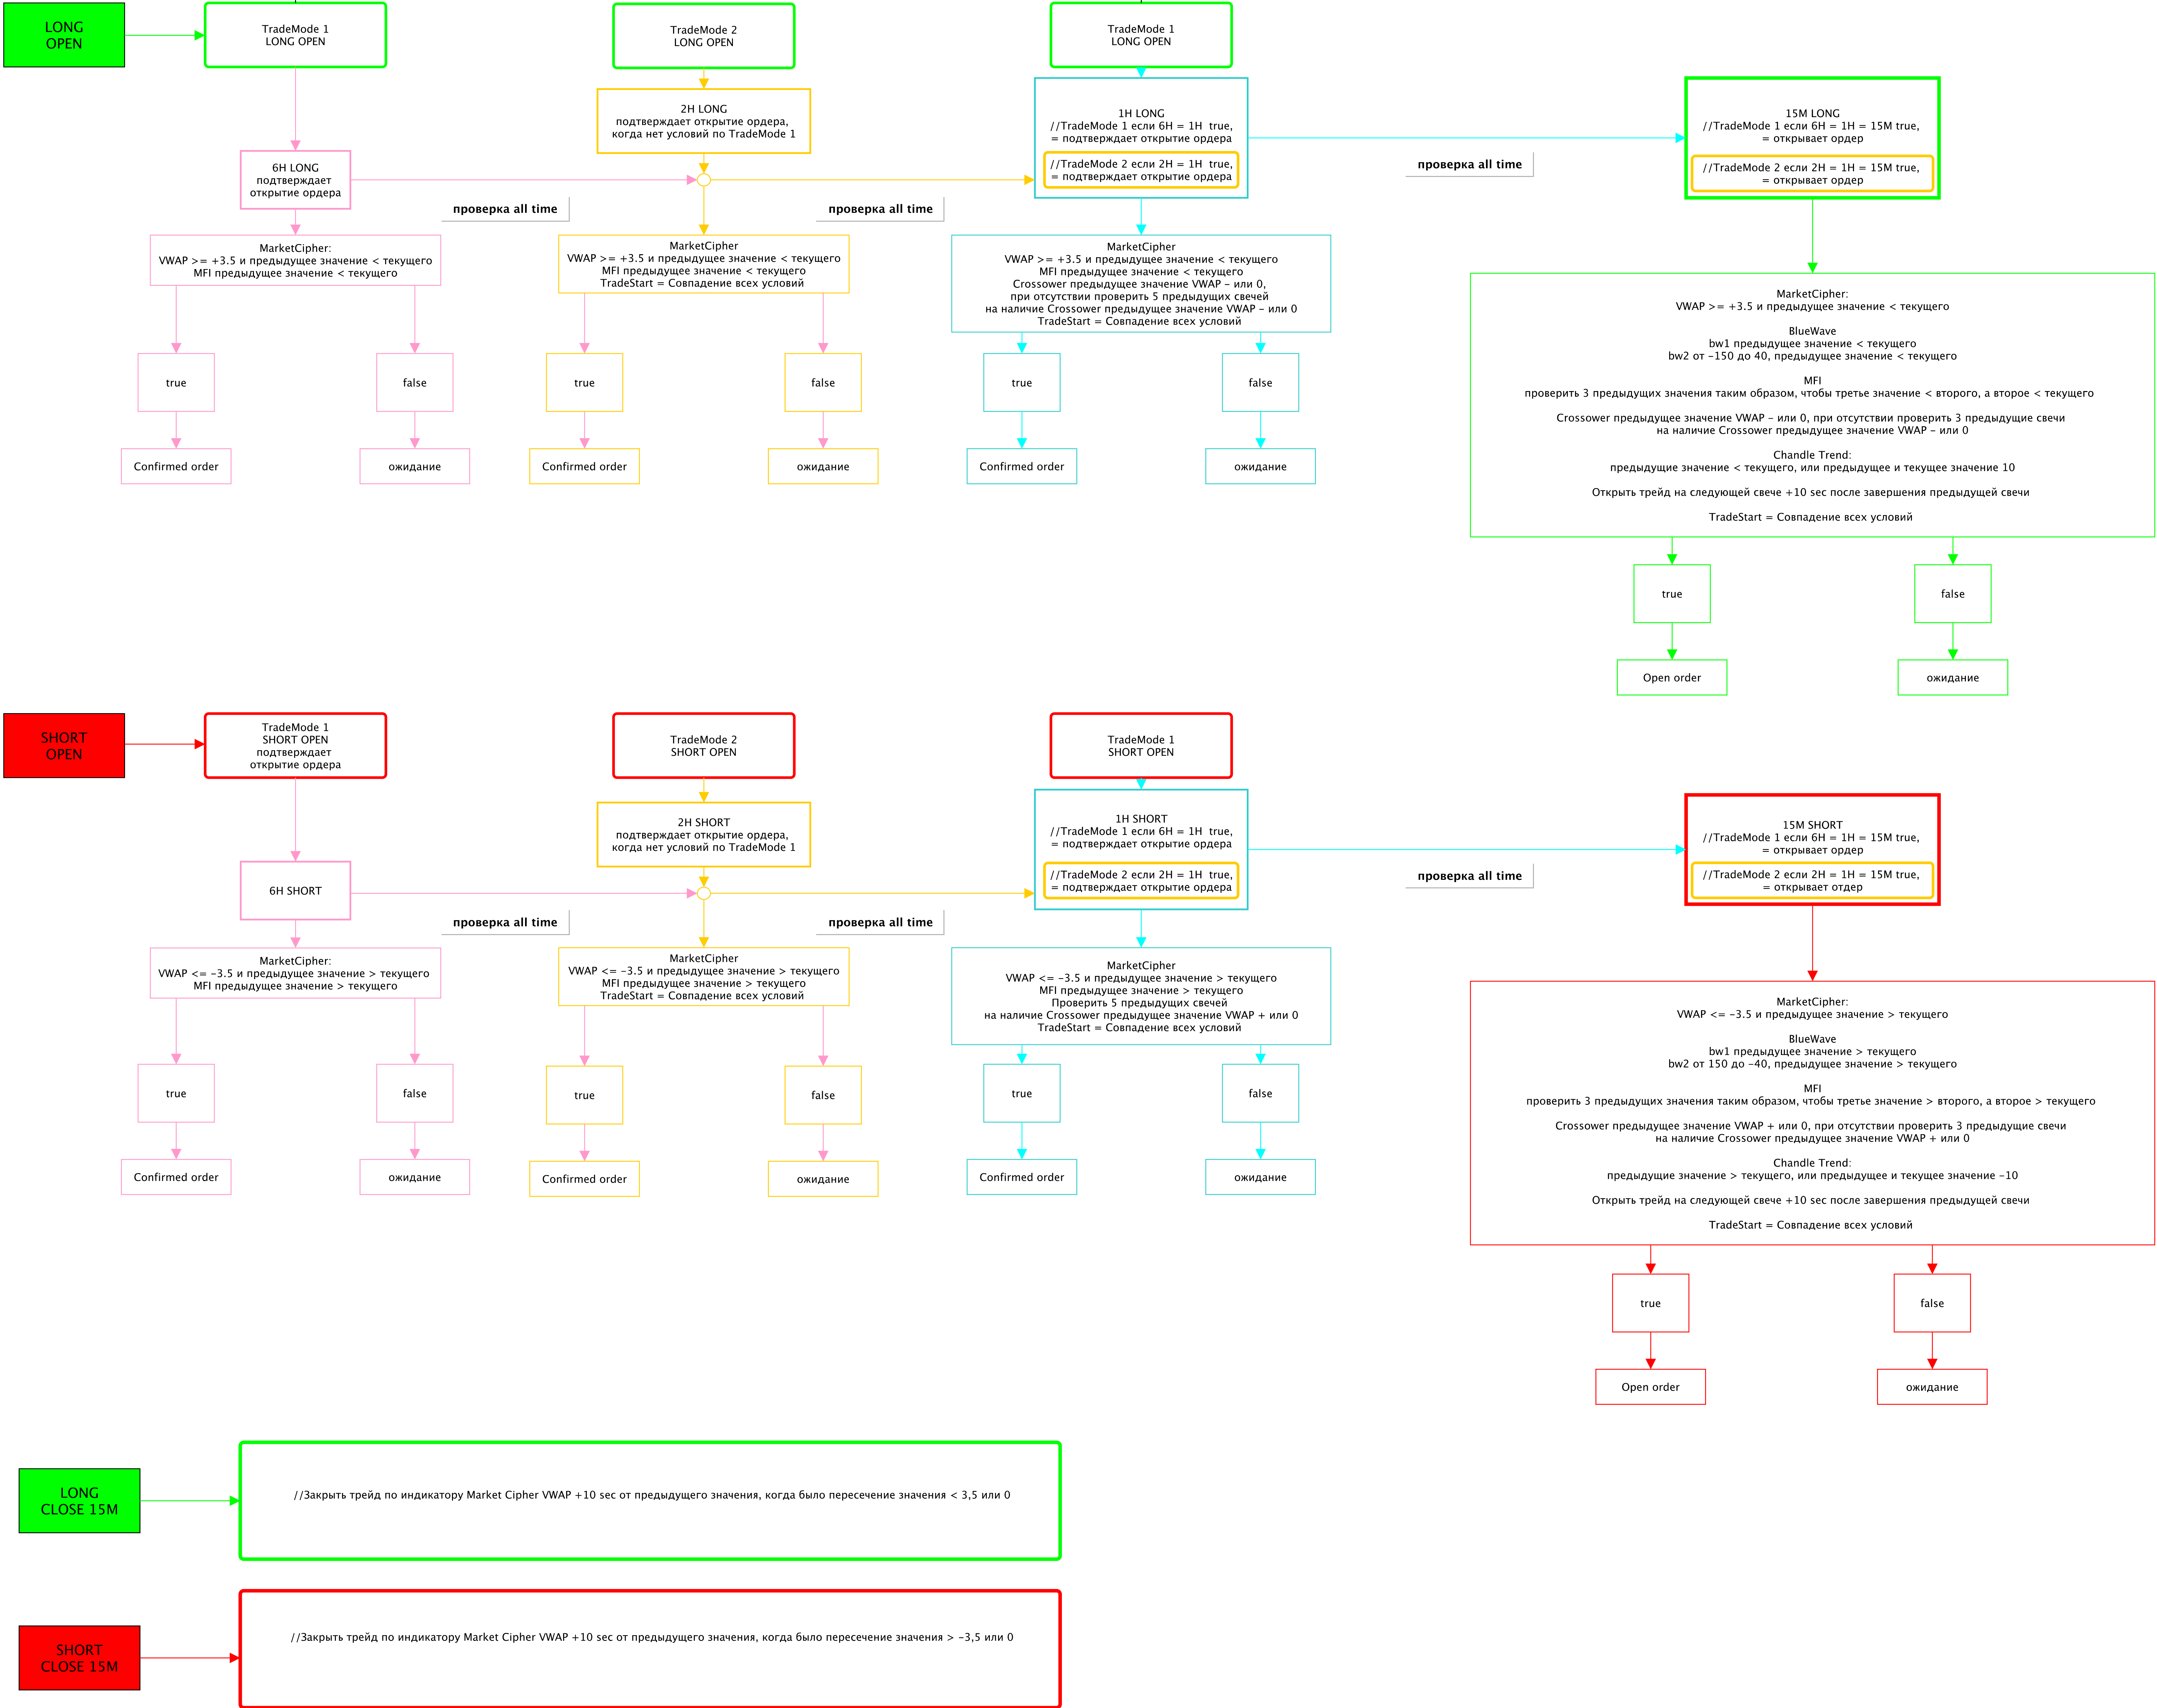 LONG
OPEN
TradeMode 1
LONG OPEN
TradeMode 2
LONG OPEN
TradeMode 1
LONG OPEN
6H LONG
подтверждает
открытие ордера
2H LONG
подтверждает открытие ордера,
когда нет условий по TradeMode 1
1H LONG
//TradeMode 1 если 6H = 1H  true,
= подтверждает открытие ордера
//TradeMode 2 если 2H = 1H  true,
= подтверждает открытие ордера
15M LONG
//TradeMode 1 если 6H = 1H = 15M true,
= открывает ордер
//TradeMode 2 если 2H = 1H = 15M true,
= открывает ордер
проверка all time
проверка all time
проверка all time
MarketCipher:
VWAP >= +3.5 и предыдущее значение < текущего
MFI предыдущее значение < текущего
true
false
Confirmed order
ожидание
MarketCipher
VWAP >= +3.5 и предыдущее значение < текущего
MFI предыдущее значение < текущего
TradeStart = Совпадение всех условий
true
false
Confirmed order
ожидание
MarketCipher
VWAP >= +3.5 и предыдущее значение < текущего
MFI предыдущее значение < текущего
Crossower предыдущее значение VWAP - или 0,
при отсутствии проверить 5 предыдущих свечей
на наличие Crossower предыдущее значение VWAP - или 0
TradeStart = Совпадение всех условий
true
false
Confirmed order
ожидание
MarketCipher:
VWAP >= +3.5 и предыдущее значение < текущего
BlueWave
bw1 предыдущее значение < текущего
bw2 от -150 до 40, предыдущее значение < текущего
MFI
проверить 3 предыдущих значения таким образом, чтобы третье значение < второго, а второе < текущего
Crossower предыдущее значение VWAP - или 0, при отсутствии проверить 3 предыдущие свечи
на наличие Crossower предыдущее значение VWAP - или 0
Chandle Trend:
предыдущие значение < текущего, или предыдущее и текущее значение 10
Открыть трейд на следующей свече +10 sec после завершения предыдущей свечи
TradeStart = Совпадение всех условий
true
false
Open order
ожидание
SHORT
OPEN
TradeMode 1
SHORT OPEN
подтверждает
открытие ордера
TradeMode 2
SHORT OPEN
TradeMode 1
SHORT OPEN
6H SHORT
2H SHORT
подтверждает открытие ордера,
когда нет условий по TradeMode 1
1H SHORT
//TradeMode 1 если 6H = 1H  true,
= подтверждает открытие ордера
//TradeMode 2 если 2H = 1H  true,
= подтверждает открытие ордера
15M SHORT
//TradeMode 1 если 6H = 1H = 15M true,
= открывает ордер
//TradeMode 2 если 2H = 1H = 15M true,
= открывает отдер
проверка all time
проверка all time
проверка all time
MarketCipher:
VWAP <= -3.5 и предыдущее значение > текущего
MFI предыдущее значение > текущего
true
false
Confirmed order
ожидание
MarketCipher
VWAP <= -3.5 и предыдущее значение > текущего
MFI предыдущее значение > текущего
TradeStart = Совпадение всех условий
true
false
Confirmed order
ожидание
MarketCipher
VWAP <= -3.5 и предыдущее значение > текущего
MFI предыдущее значение > текущего
Проверить 5 предыдущих свечей
на наличие Crossower предыдущее значение VWAP + или 0
TradeStart = Совпадение всех условий
true
false
Confirmed order
ожидание
MarketCipher:
VWAP <= -3.5 и предыдущее значение > текущего
BlueWave
bw1 предыдущее значение > текущего
bw2 от 150 до -40, предыдущее значение > текущего
MFI
проверить 3 предыдущих значения таким образом, чтобы третье значение > второго, а второе > текущего
Crossower предыдущее значение VWAP + или 0, при отсутствии проверить 3 предыдущие свечи
на наличие Crossower предыдущее значение VWAP + или 0
Chandle Trend:
предыдущие значение > текущего, или предыдущее и текущее значение -10
Открыть трейд на следующей свече +10 sec после завершения предыдущей свечи
TradeStart = Совпадение всех условий
true
false
Open order
ожидание
LONG
CLOSE 15M
//Закрыть трейд по индикатору Market Cipher VWAP +10 sec от предыдущего значения, когда было пересечение значения < 3,5 или 0
SHORT
CLOSE 15M
//Закрыть трейд по индикатору Market Cipher VWAP +10 sec от предыдущего значения, когда было пересечение значения > -3,5 или 0